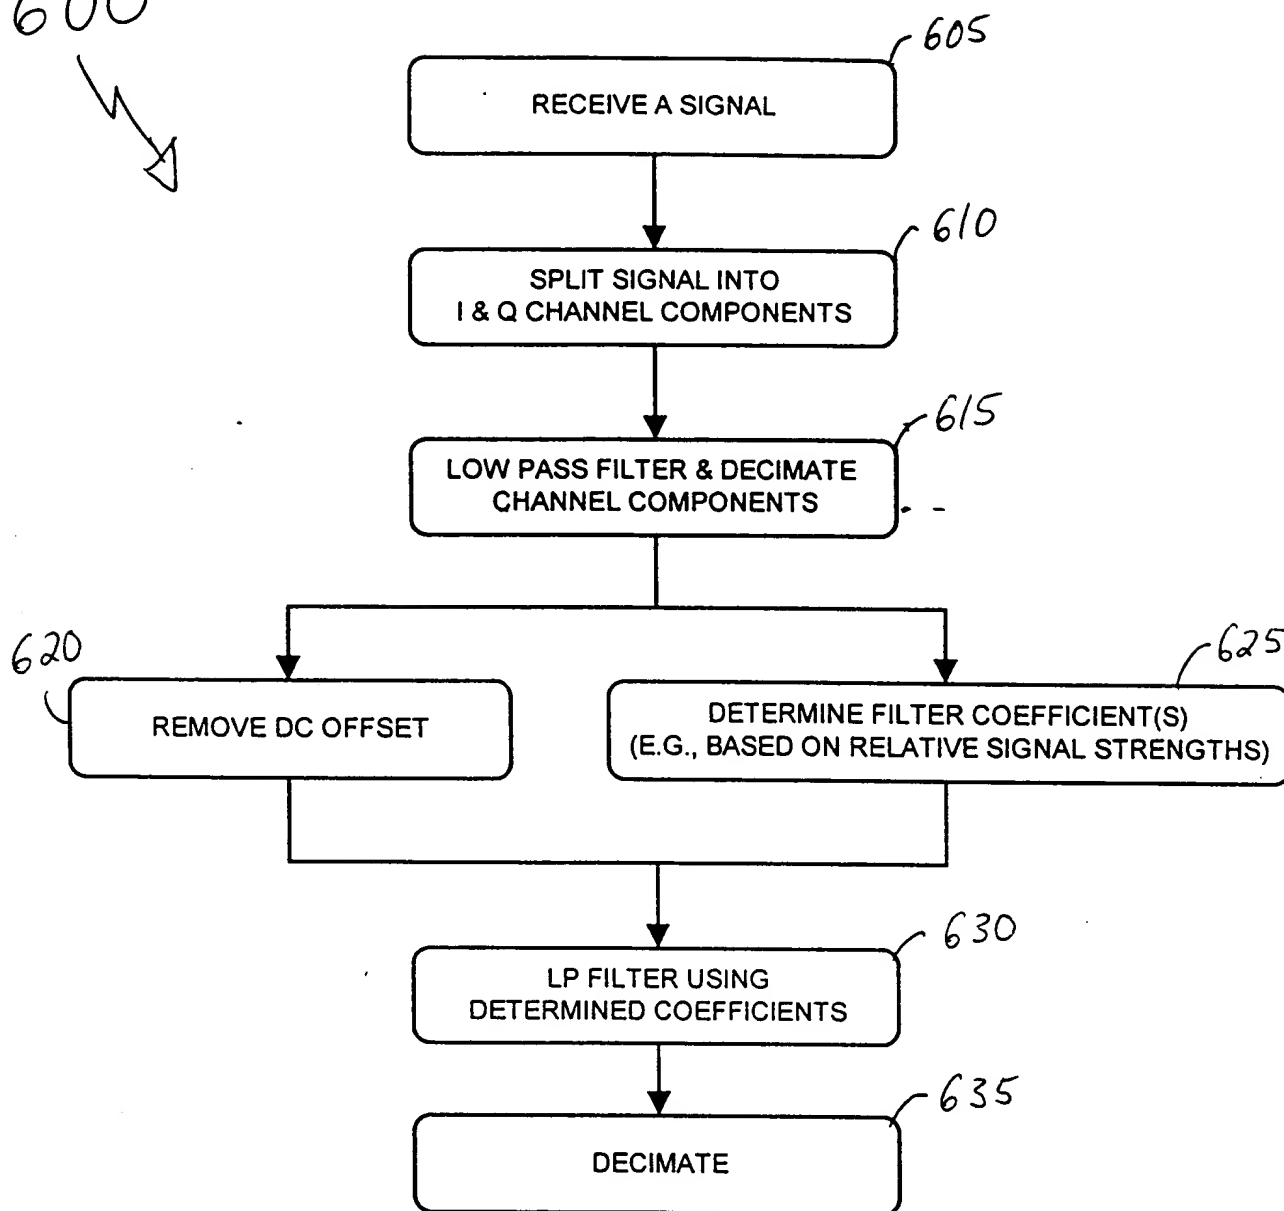 600
605
RECEIVE A SIGNAL
610
SPLIT SIGNAL INTO
I & Q CHANNEL COMPONENTS
615
LOW PASS FILTER & DECIMATE
CHANNEL COMPONENTS
620
REMOVE DC OFFSET
625
DETERMINE FILTER COEFFICIENT(S)
(E.G., BASED ON RELATIVE SIGNAL STRENGTHS)
630
LP FILTER USING
DETERMINED COEFFICIENTS
635
DECIMATE